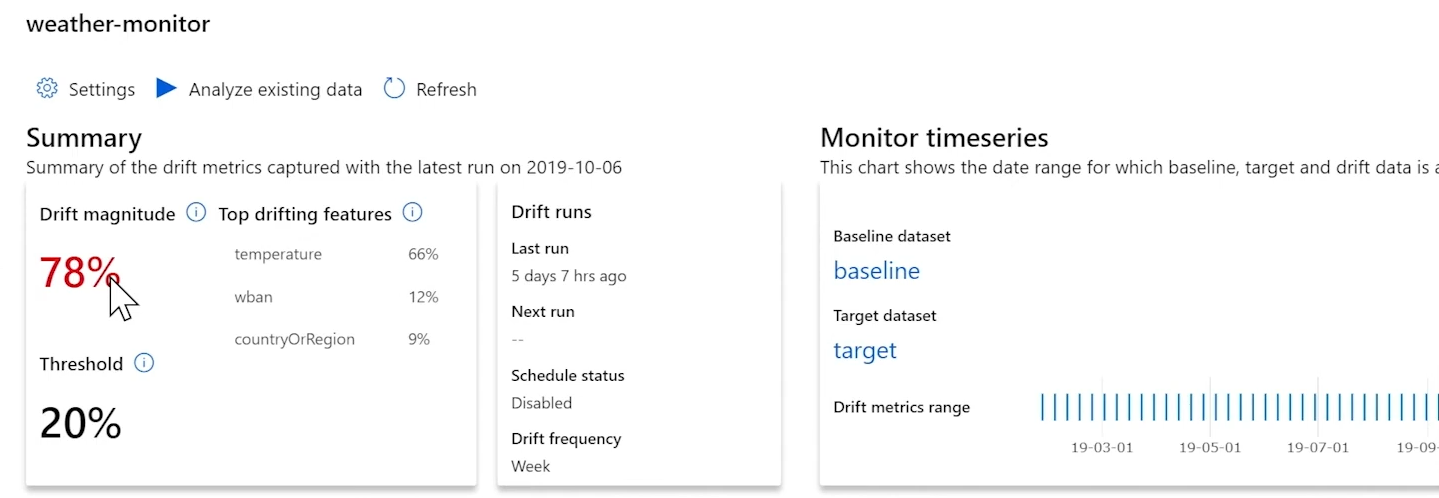 weather-monitor
Settings
Analyze existing data
Refresh
Summary
Summary of the drift metrics captured with the latest run on 2019-10-06
Drift magnitude
78%
Threshold
20%
Top drifting features
temperature 66%
wban 12%
countryOrRegion 9%
Drift runs
Last run
5 days 7 hrs ago
Next run
--
Schedule status
Disabled
Drift frequency
Week
Monitor timeseries
This chart shows the date range for which baseline, target and drift data is
Baseline dataset
baseline
Target dataset
target
Drift metrics range
19-03-01 19-05-01 19-07-01 19-09-